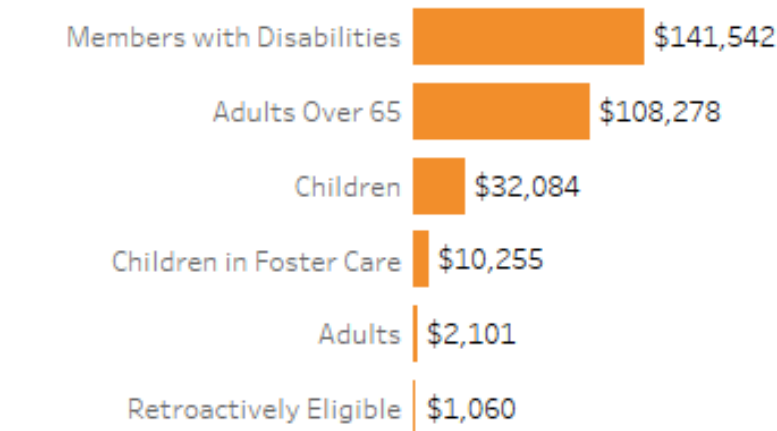 Members with Disabilities $141,542
Adults Over 65 $108,278
Children $32,084
Children in Foster Care $10,255
Adults $2,101
Retroactively Eligible $1,060